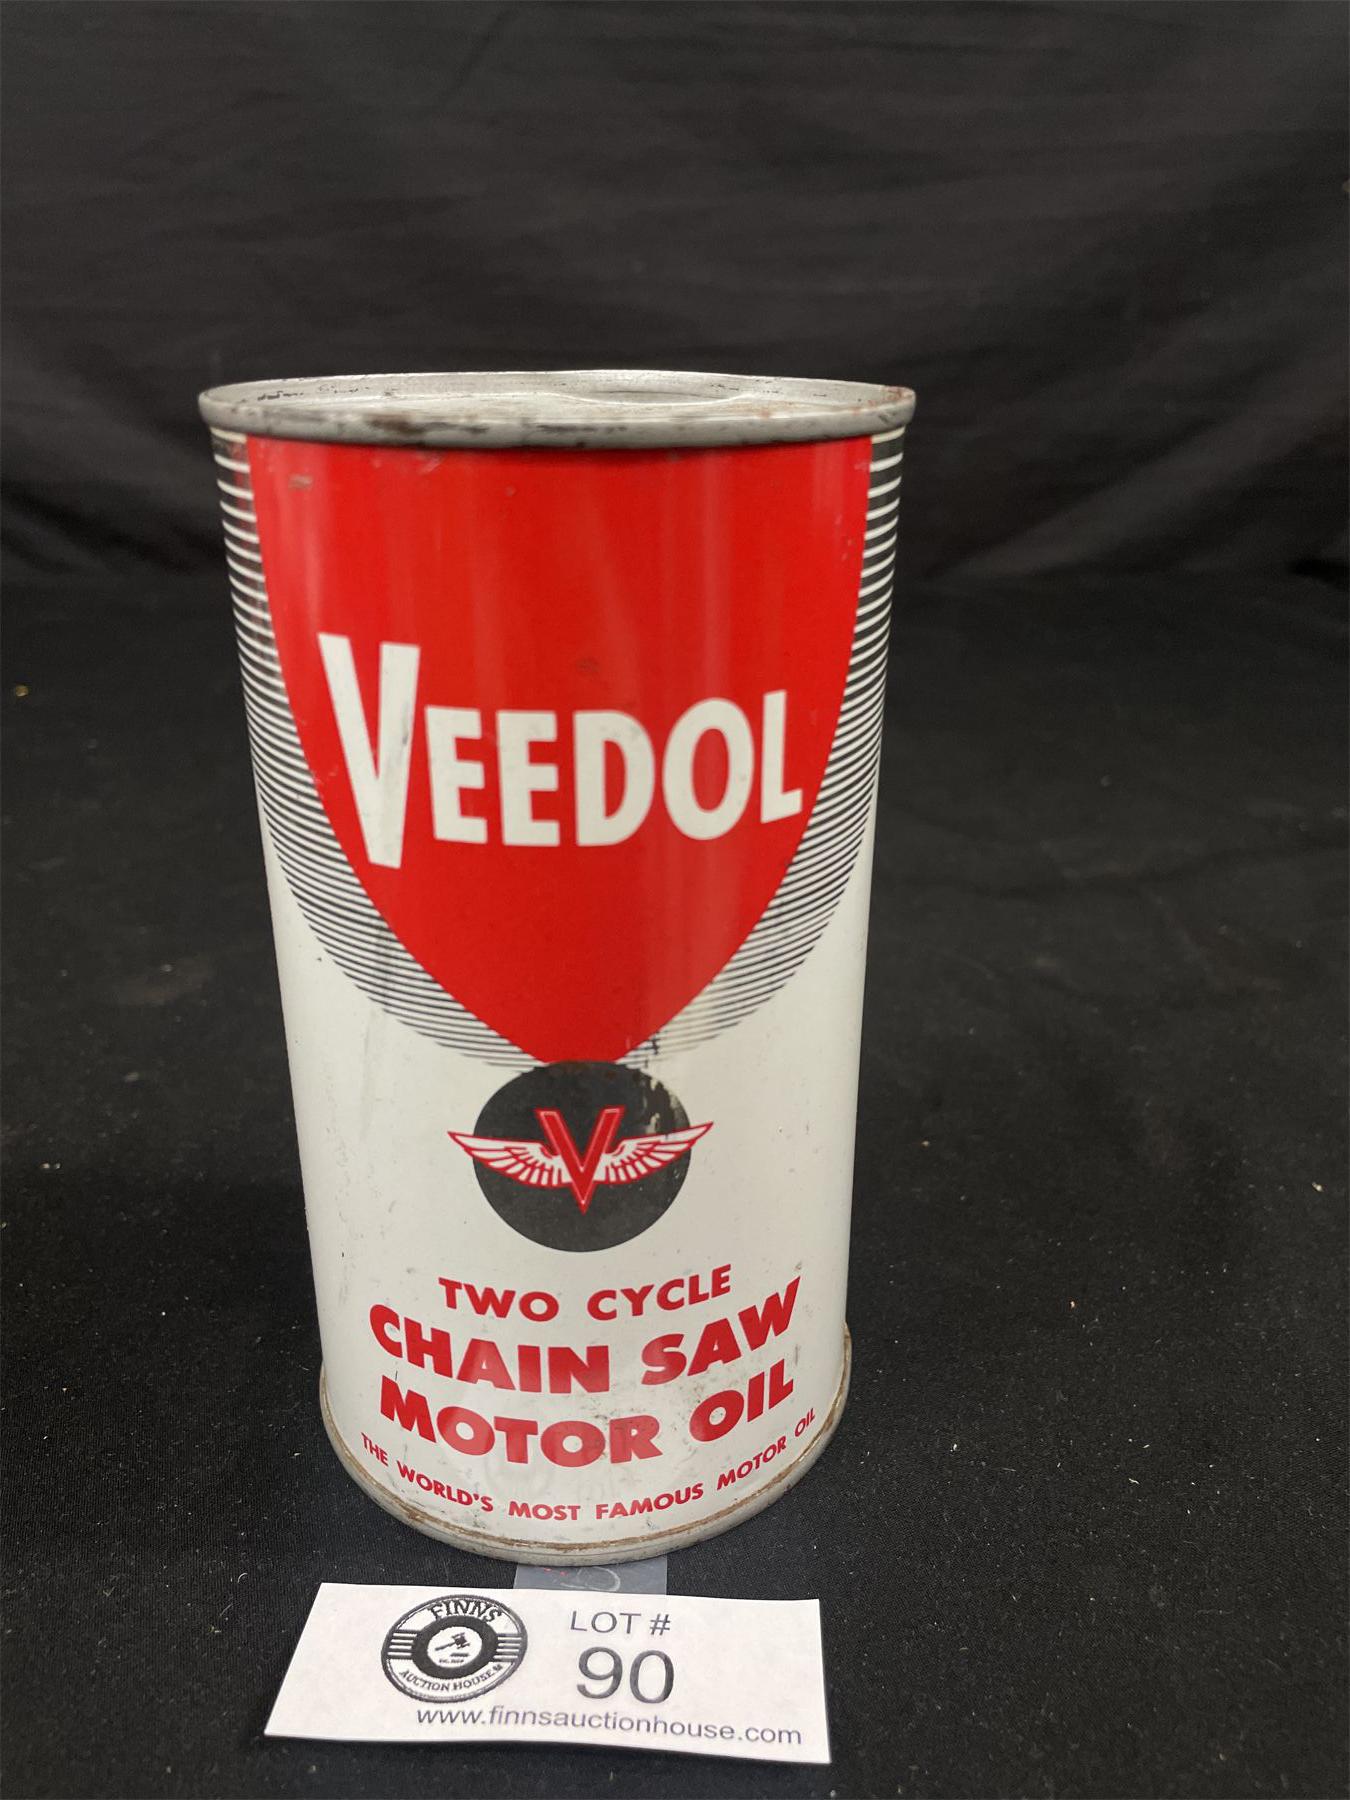 VEEDOL
V
TWO CYCLE
CHAIN SAW
MOTOR OIL
THE WORLD'S MOST FAMOUS MOTOR OIL
FINNS
AUCTION HOUSE
LOT #
90
www.finnsauctionhouse.com